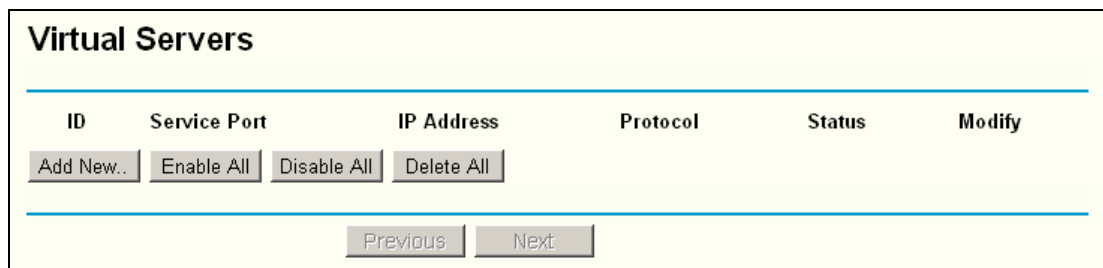 Virtual Servers
ID Service Port IP Address Protocol Status Modify
Add New.. Enable All Disable All Delete All
Previous Next